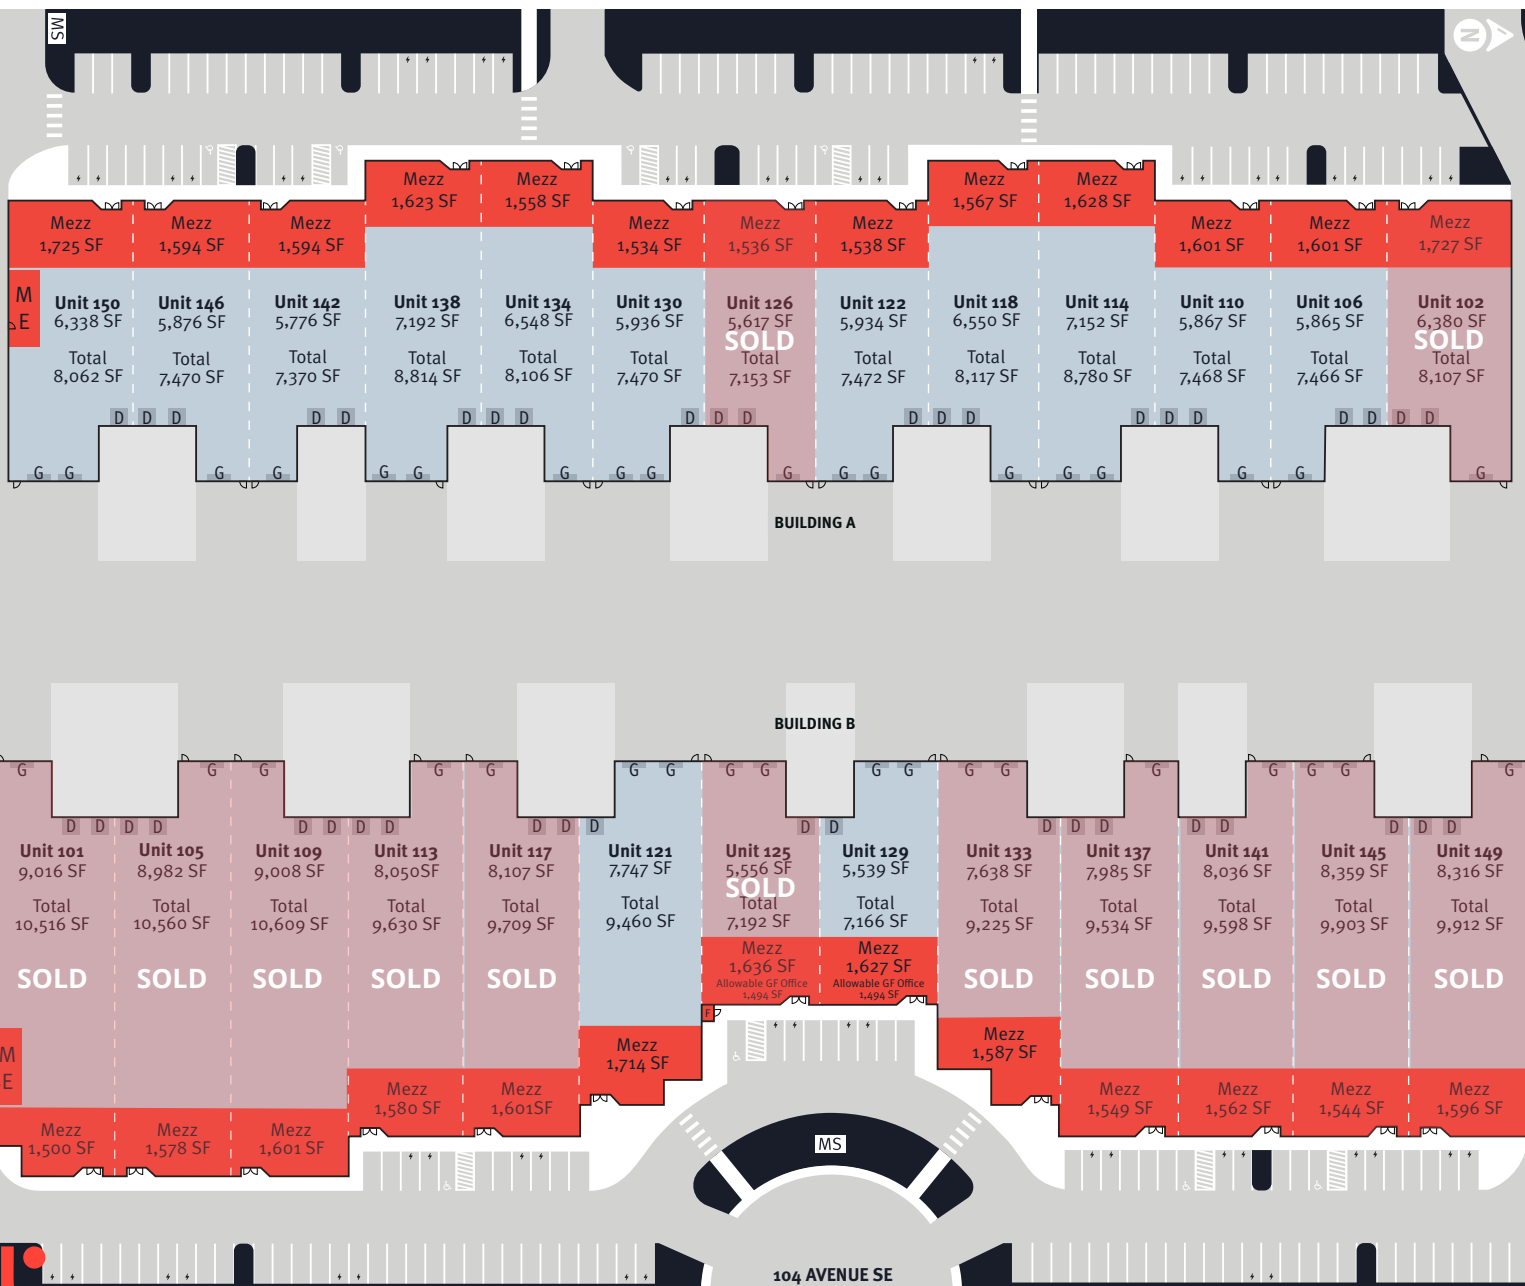 MS
N
Mezz
1,725 SF
Mezz
1,594 SF
Mezz
1,594 SF
Mezz
1,623 SF
Mezz
1,558 SF
Mezz
1,534 SF
Mezz
1,536 SF
Mezz
1,538 SF
Mezz
1,567 SF
Mezz
1,628 SF
Mezz
1,601 SF
Mezz
1,601 SF
Mezz
1,727 SF
M
E
Unit 150
6,338 SF
Total
8,062 SF
Unit 146
5,876 SF
Total
7,470 SF
Unit 142
5,776 SF
Total
7,370 SF
Unit 138
7,192 SF
Total
8,814 SF
Unit 134
6,548 SF
Total
8,106 SF
Unit 130
5,936 SF
Total
7,470 SF
Unit 126
5,617 SF
SOLD
Total
7,153 SF
Unit 122
5,934 SF
Total
7,472 SF
Unit 118
6,550 SF
Total
8,117 SF
Unit 114
7,152 SF
Total
8,780 SF
Unit 110
5,867 SF
Total
7,468 SF
Unit 106
5,865 SF
Total
7,466 SF
Unit 102
6,380 SF
SOLD
Total
8,107 SF
D D D D D D D D D D D D D D D D D D D D D D D
G G G G G G G G G G G G G G G G
BUILDING A
BUILDING B
G G G G G G G G G G G G G G G G G G
D D D D D D D D D D D D D D D D D D D D D
Unit 101
9,016 SF
Total
10,516 SF
SOLD
Unit 105
8,982 SF
Total
10,560 SF
SOLD
Unit 109
9,008 SF
Total
10,609 SF
SOLD
Unit 113
8,050SF
Total
9,630 SF
SOLD
Unit 117
8,107 SF
Total
9,709 SF
SOLD
Unit 121
7,747 SF
Total
9,460 SF
Unit 125
5,556 SF
SOLD
Total
7,192 SF
Unit 129
5,539 SF
Total
7,166 SF
Unit 133
7,638 SF
Total
9,225 SF
SOLD
Unit 137
7,985 SF
Total
9,534 SF
SOLD
Unit 141
8,036 SF
Total
9,598 SF
SOLD
Unit 145
8,359 SF
Total
9,903 SF
SOLD
Unit 149
8,316 SF
Total
9,912 SF
SOLD
Mezz
1,636 SF
Allowable GF Office
1,494 SF
Mezz
1,627 SF
Allowable GF Office
1,494 SF
F
M
E
Mezz
1,500 SF
Mezz
1,578 SF
Mezz
1,601 SF
Mezz
1,580 SF
Mezz
1,601SF
Mezz
1,714 SF
Mezz
1,587 SF
Mezz
1,549 SF
Mezz
1,562 SF
Mezz
1,544 SF
Mezz
1,596 SF
MS
104 AVENUE SE